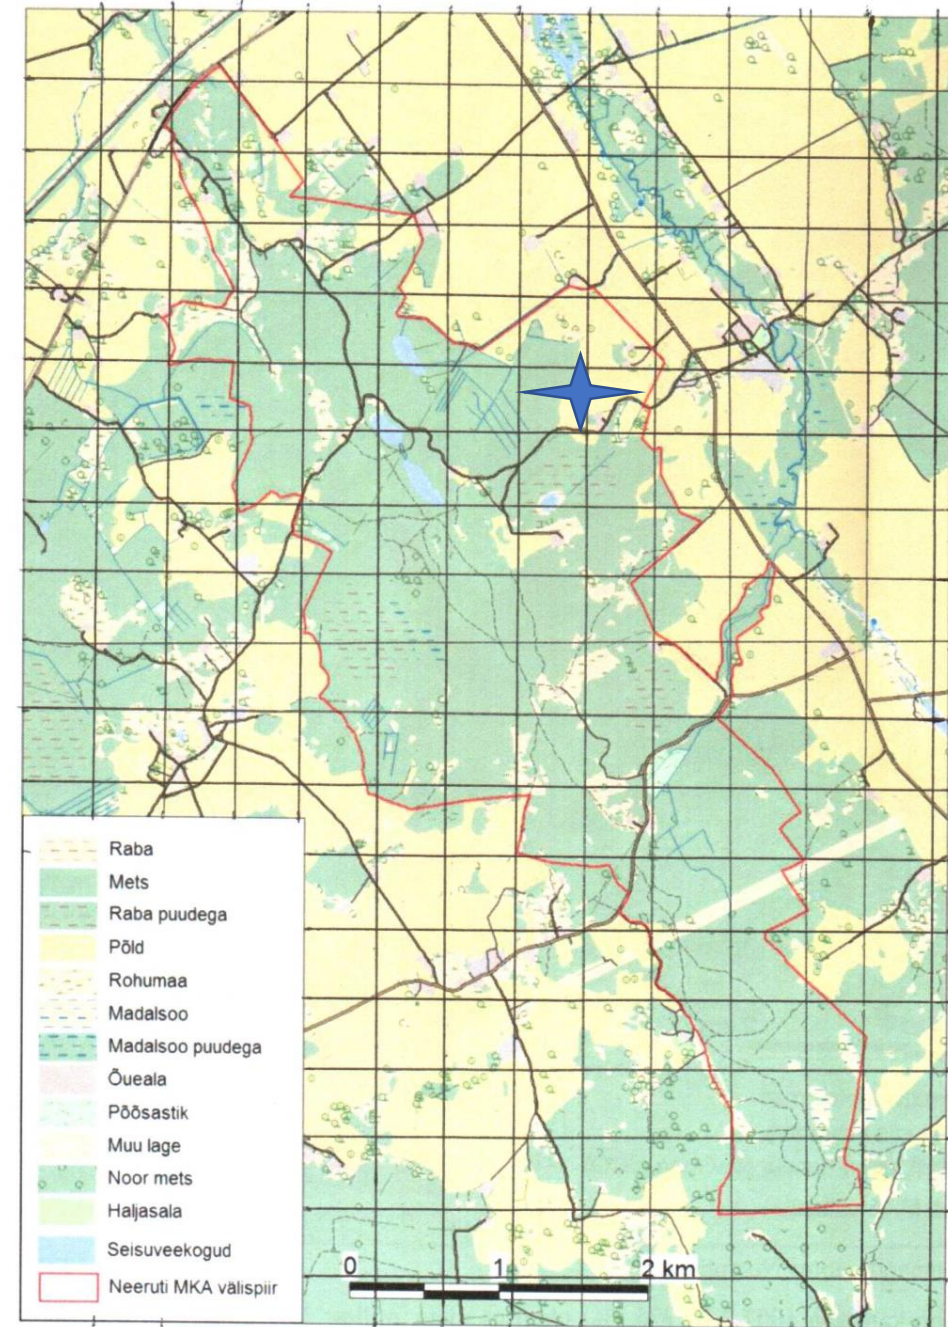 Raba
Mets
Raba puudega
Põld
Rohumaa
Madalsoo
Madalsoo puudega
Õueala
Põõsastik
Muu lage
Noor mets
Haljasala
Seisuveekogud
Neeruti MKA välispiir
0 1 2 km